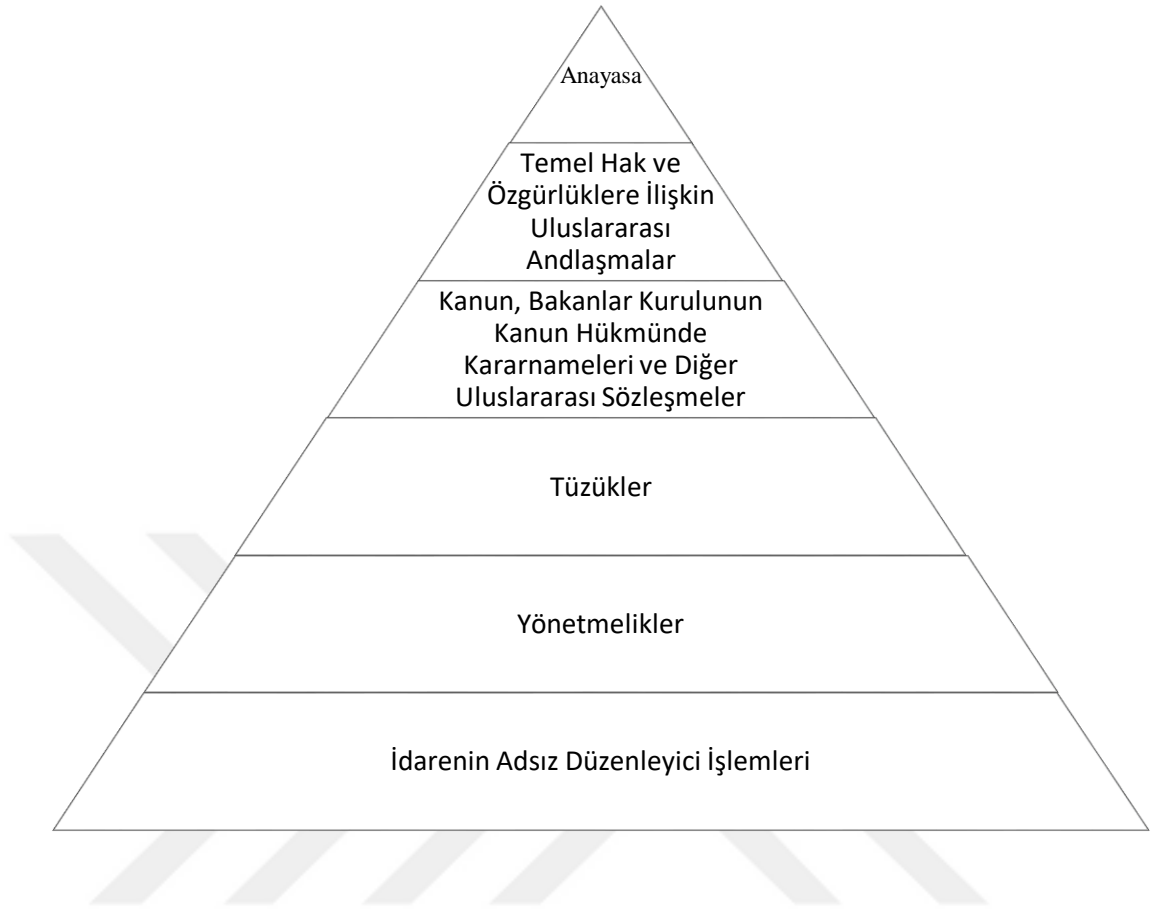 Anayasa
Temel Hak ve
Özgürlüklere İlişkin
Uluslararası
Andlaşmalar
Kanun, Bakanlar Kurulunun
Kanun Hükmünde
Kararnameleri ve Diğer
Uluslararası Sözleşmeler
Tüzükler
Yönetmelikler
İdarenin Adsız Düzenleyici İşlemleri